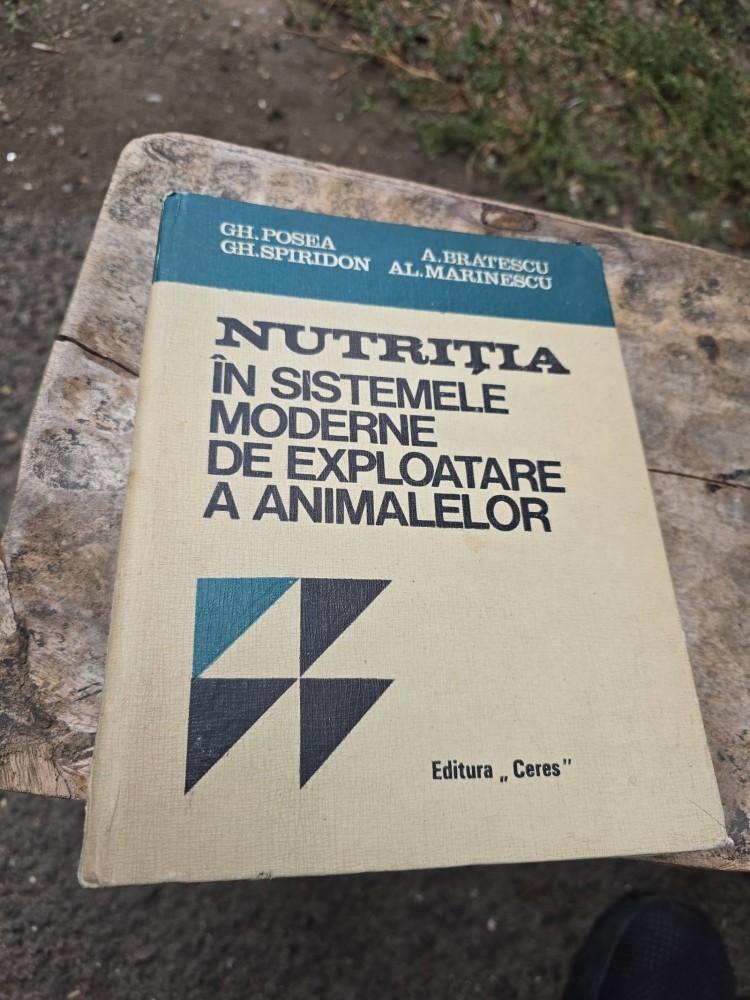 GH. POSEA
GH. SPIRIDON
A. BRATESCU
AL. MARINESCU
NUTRIȚIA
ÎN SISTEMELE
MODERNE
DE EXPLOATARE
A ANIMALELOR
Editura „Ceres”